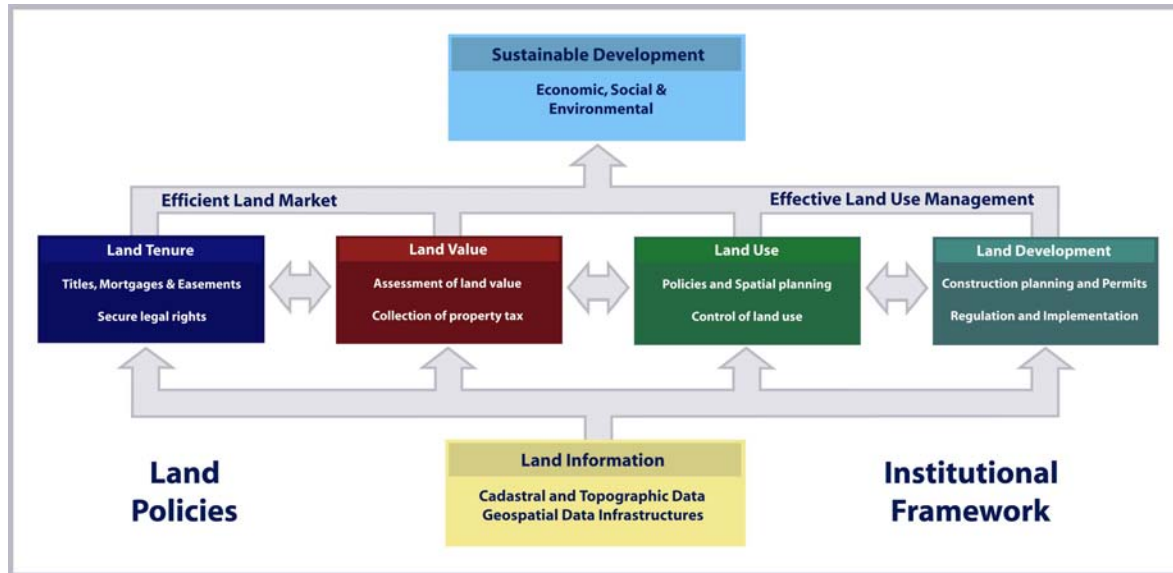 Sustainable Development
Economic, Social &
Environmental
Efficient Land Market
Effective Land Use Management
Land Tenure
Titles, Mortgages & Easements
Secure legal rights
Land Value
Assessment of land value
Collection of property tax
Land Use
Policies and Spatial planning
Control of land use
Land Development
Construction planning and Permits
Regulation and Implementation
Land
Policies
Land Information
Cadastral and Topographic Data
Geospatial Data Infrastructures
Institutional
Framework